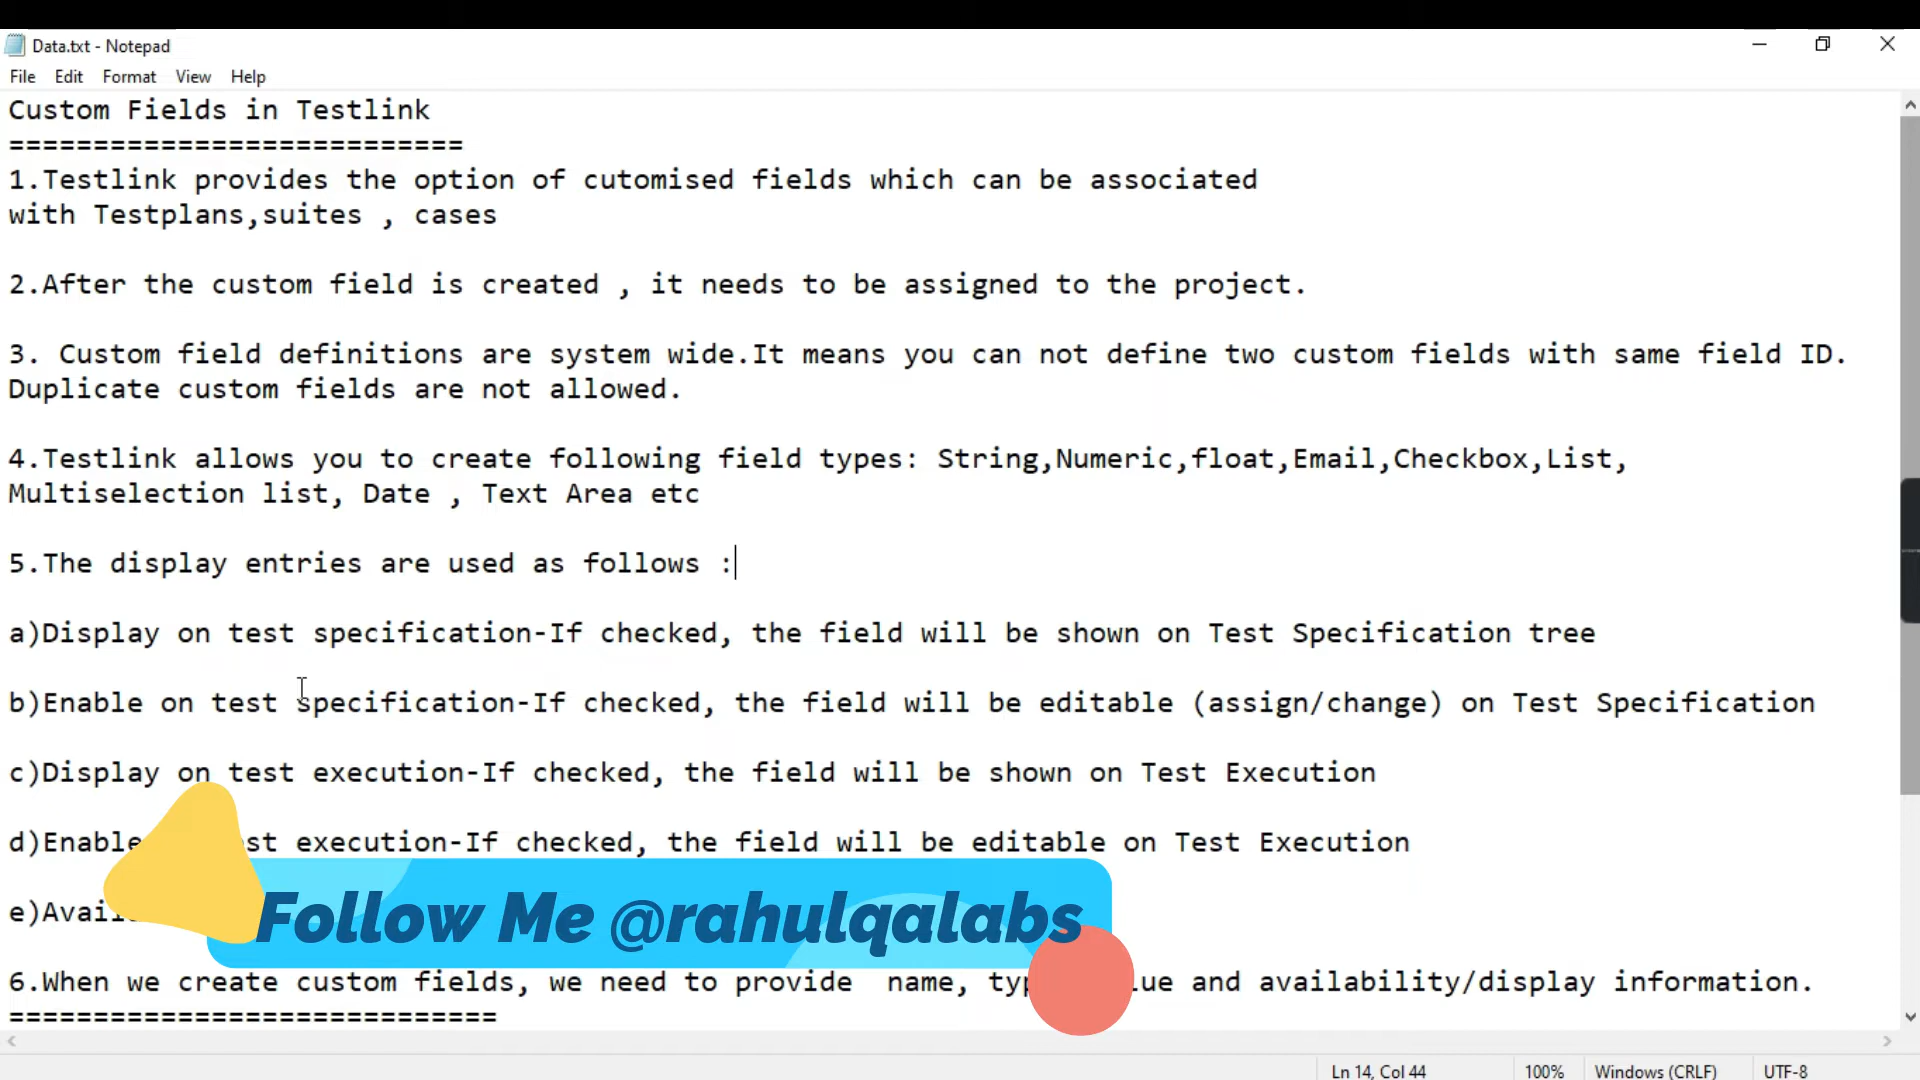 Data.txt - Notepad
File Edit Format View Help
Custom Fields in Testlink
===========================
1.Testlink provides the option of cutomised fields which can be associated
with Testplans,suites , cases
2.After the custom field is created , it needs to be assigned to the project.
3. Custom field definitions are system wide.It means you can not define two custom fields with same field ID.
Duplicate custom fields are not allowed.
4.Testlink allows you to create following field types: String,Numeric,float,Email,Checkbox,List,
Multiselection list, Date , Text Area etc
5.The display entries are used as follows :
a)Display on test specification-If checked, the field will be shown on Test Specification tree
b)Enable on test specification-If checked, the field will be editable (assign/change) on Test Specification
c)Display on test execution-If checked, the field will be shown on Test Execution
d)Enable execution-If checked, the field will be editable on Test Execution
e)
Follow Me @rahulqalabs
6.When we create custom fields, we need to provide  name, and availability/display information.
=============================
Ln 14, Col 44 100% Windows (CRLF) UTF-8